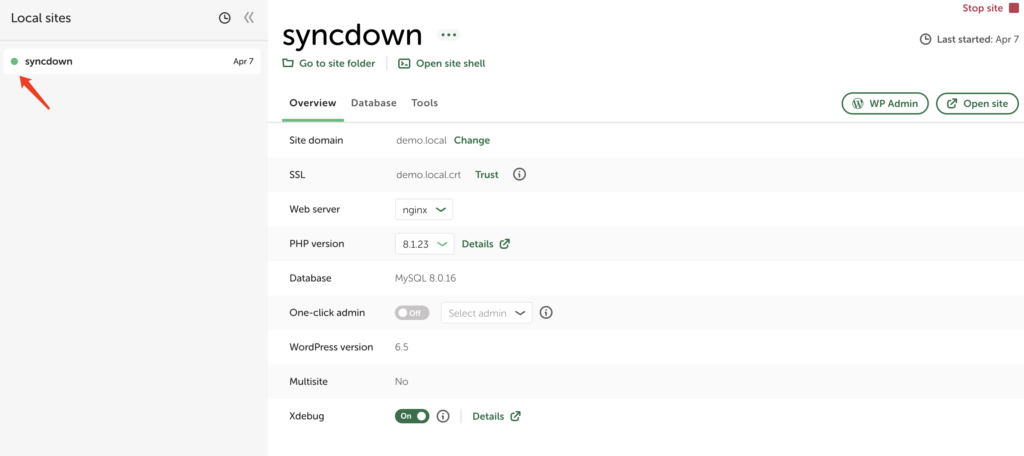 Local sites
syncdown Apr 7
Stop site
syncdown
Last started: Apr 7
Go to site folder Open site shell
Overview Database Tools
WP Admin Open site
Site domain demo.local Change
SSL demo.local.crt Trust
Web server nginx
PHP version 8.1.23 Details
Database MySQL 8.0.16
One-click admin Off Select admin
WordPress version 6.5
Multisite No
Xdebug On Details